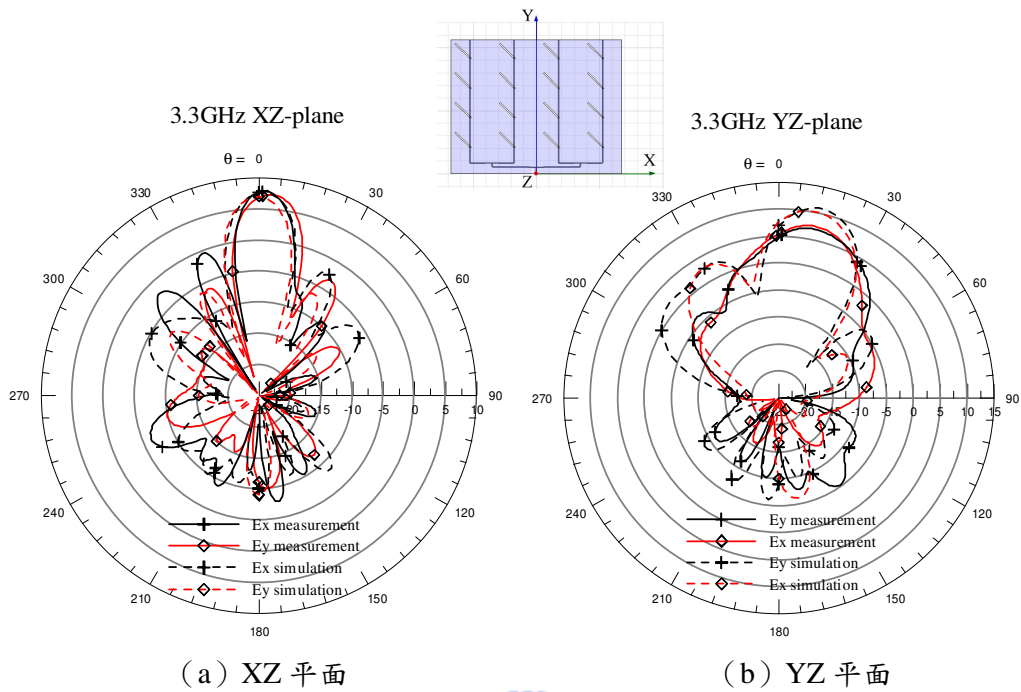 Y
X
Z
3.3GHz XZ-plane
θ = 0
330
30
300
60
270
90
240
120
210
150
180
-20 -15 -10 -5 0 5 10
Ex measurement
Ey measurement
Ex simulation
Ey simulation
(a) XZ 平面
3.3GHz YZ-plane
θ = 0
330
30
300
60
270
90
240
120
210
150
180
-20 -15 -10 -5 0 5 10 15
Ey measurement
Ex measurement
Ey simulation
Ex simulation
(b) YZ 平面